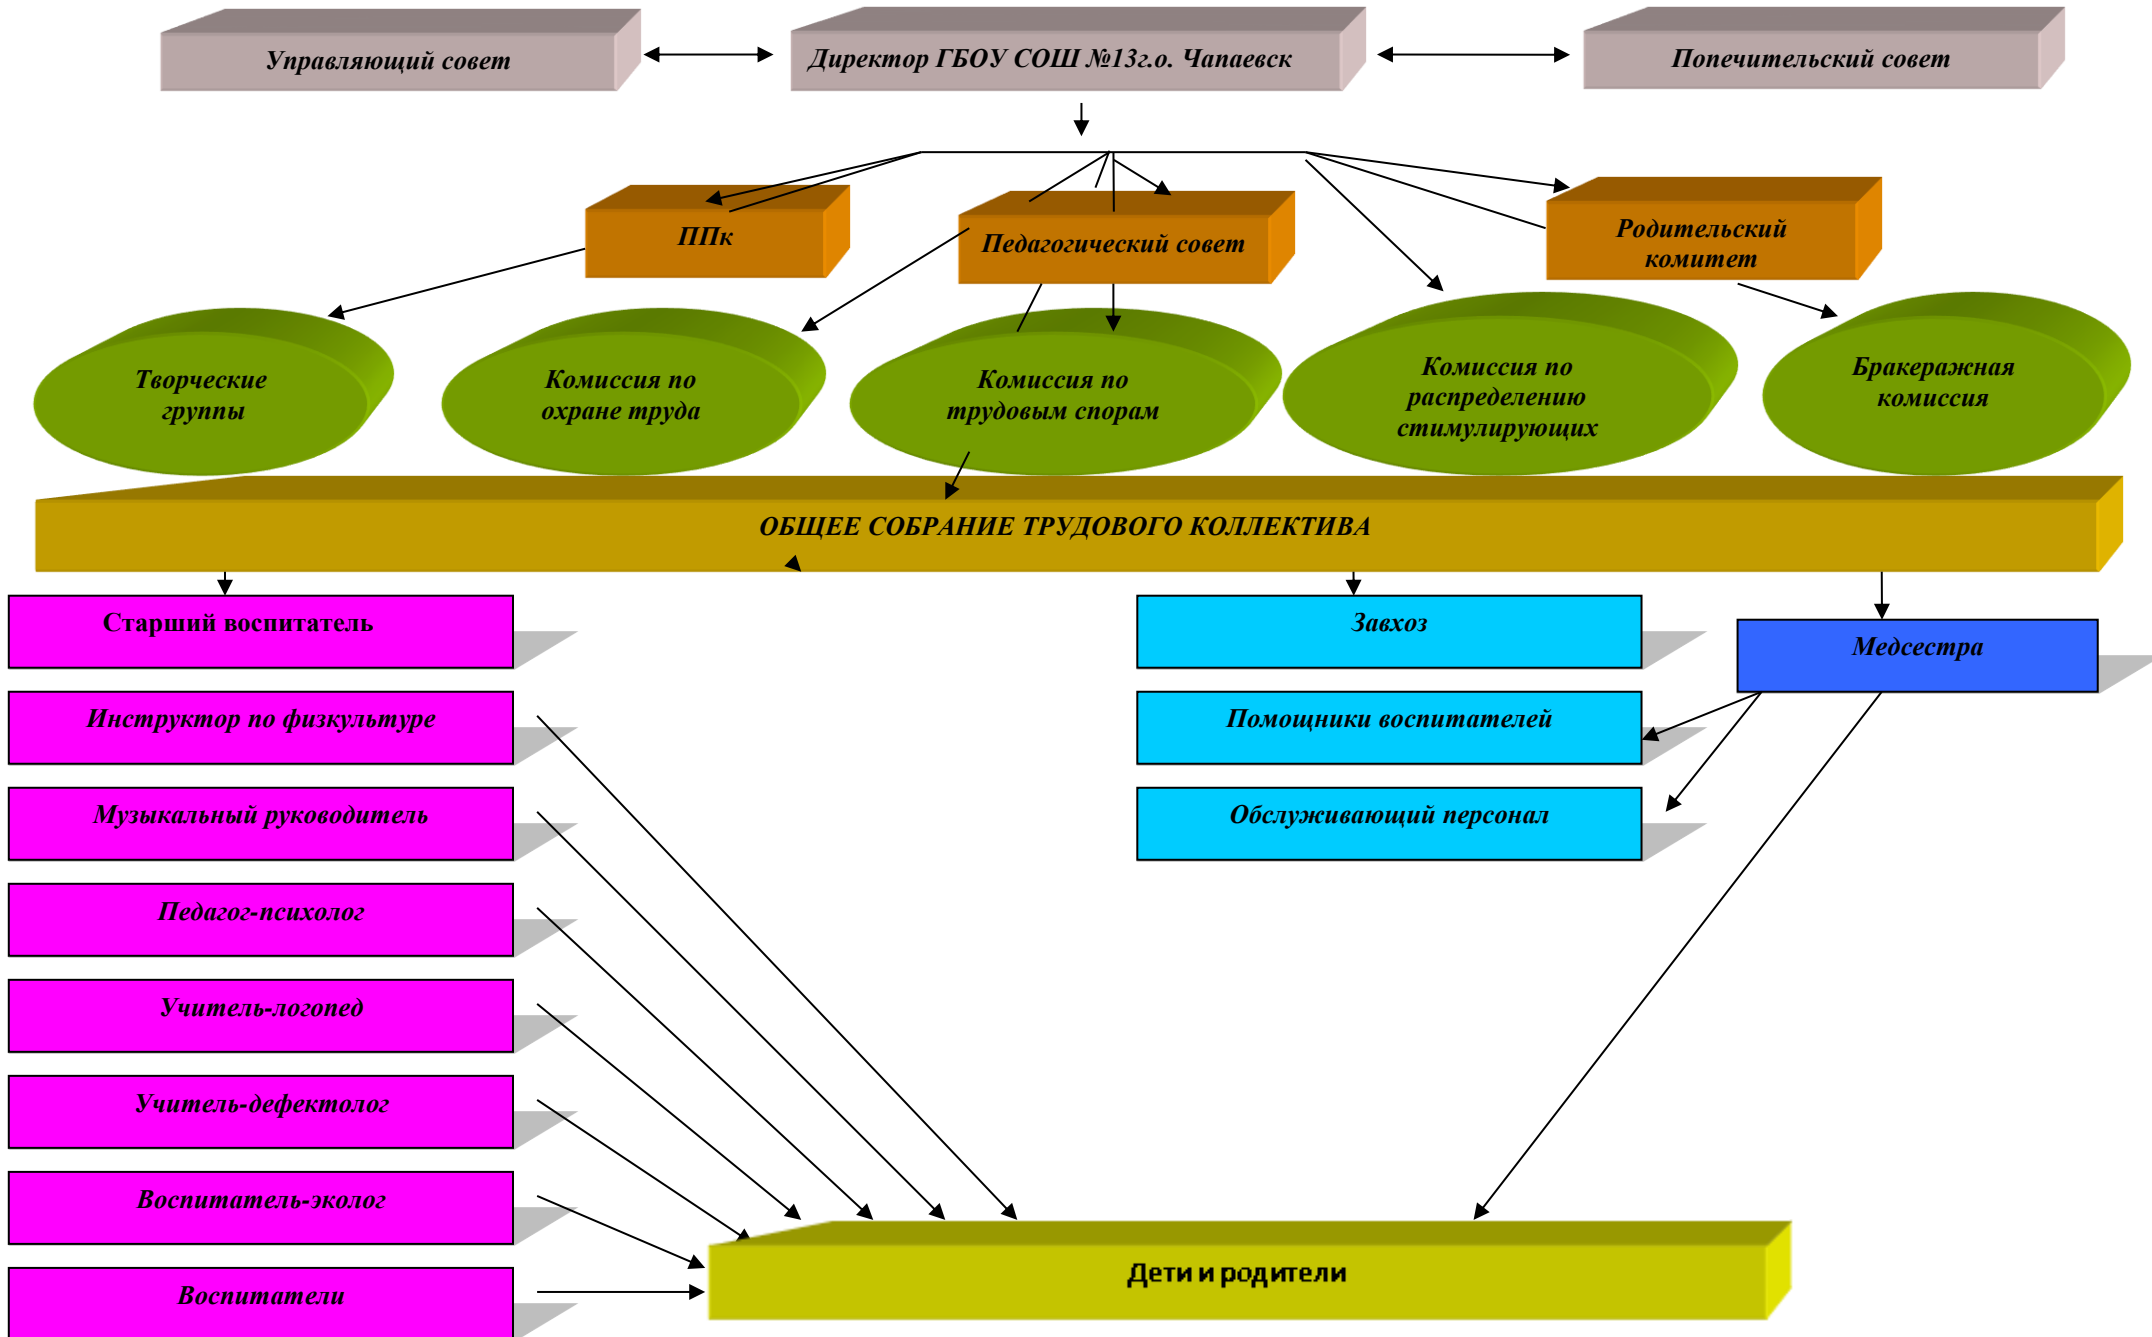 Управляющий совет
Директор ГБОУ СОШ №13г.о. Чапаевск
Попечительский совет
ППк
Педагогический совет
Родительский
комитет
Творческие
группы
Комиссия по
охране труда
Комиссия по
трудовым спорам
Комиссия по
распределению
стимулирующих
Бракеражная
комиссия
ОБЩЕЕ СОБРАНИЕ ТРУДОВОГО КОЛЛЕКТИВА
Старший воспитатель
Завхоз
Медсестра
Инструктор по физкультуре
Помощники воспитателей
Музыкальный руководитель
Обслуживающий персонал
Педагог-психолог
Учитель-логопед
Учитель-дефектолог
Воспитатель-эколог
Воспитатели
Дети и родители